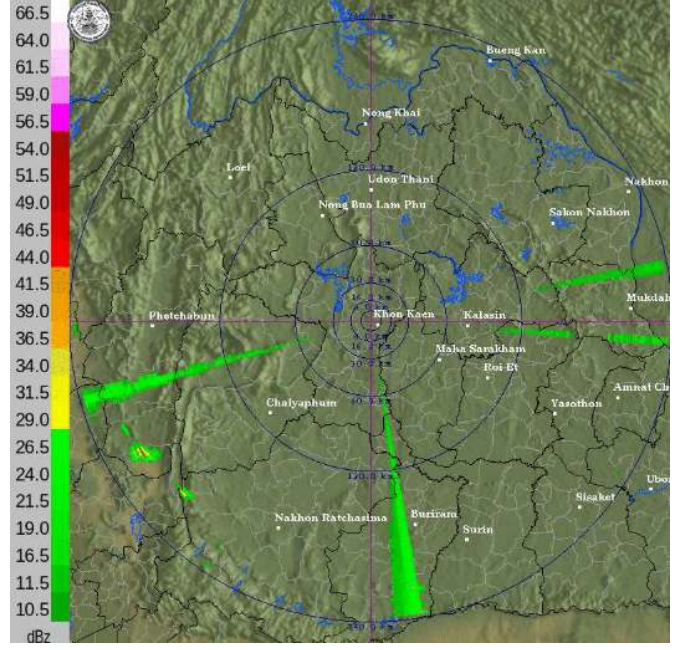 66.5
64.0
61.5
59.0
56.5
54.0
51.5
49.0
46.5
44.0
41.5
39.0
36.5
34.0
31.5
29.0
26.5
24.0
21.5
19.0
16.5
11.5
10.5
dBz
Bueng Kan
Nong Khai
Loei
Udon Thani
Nakhon
Nong Bua Lam Phu
Sakon Nakhon
Mukdah
Phetchabun
Khon Kaen
Kalasin
Maha Sarakham
Roi Et
Amnat Ch
Chaiyaphum
Yasothon
120.0 km
Ubon
Sisaket
Nakhon Ratchasima
Buriram
Surin